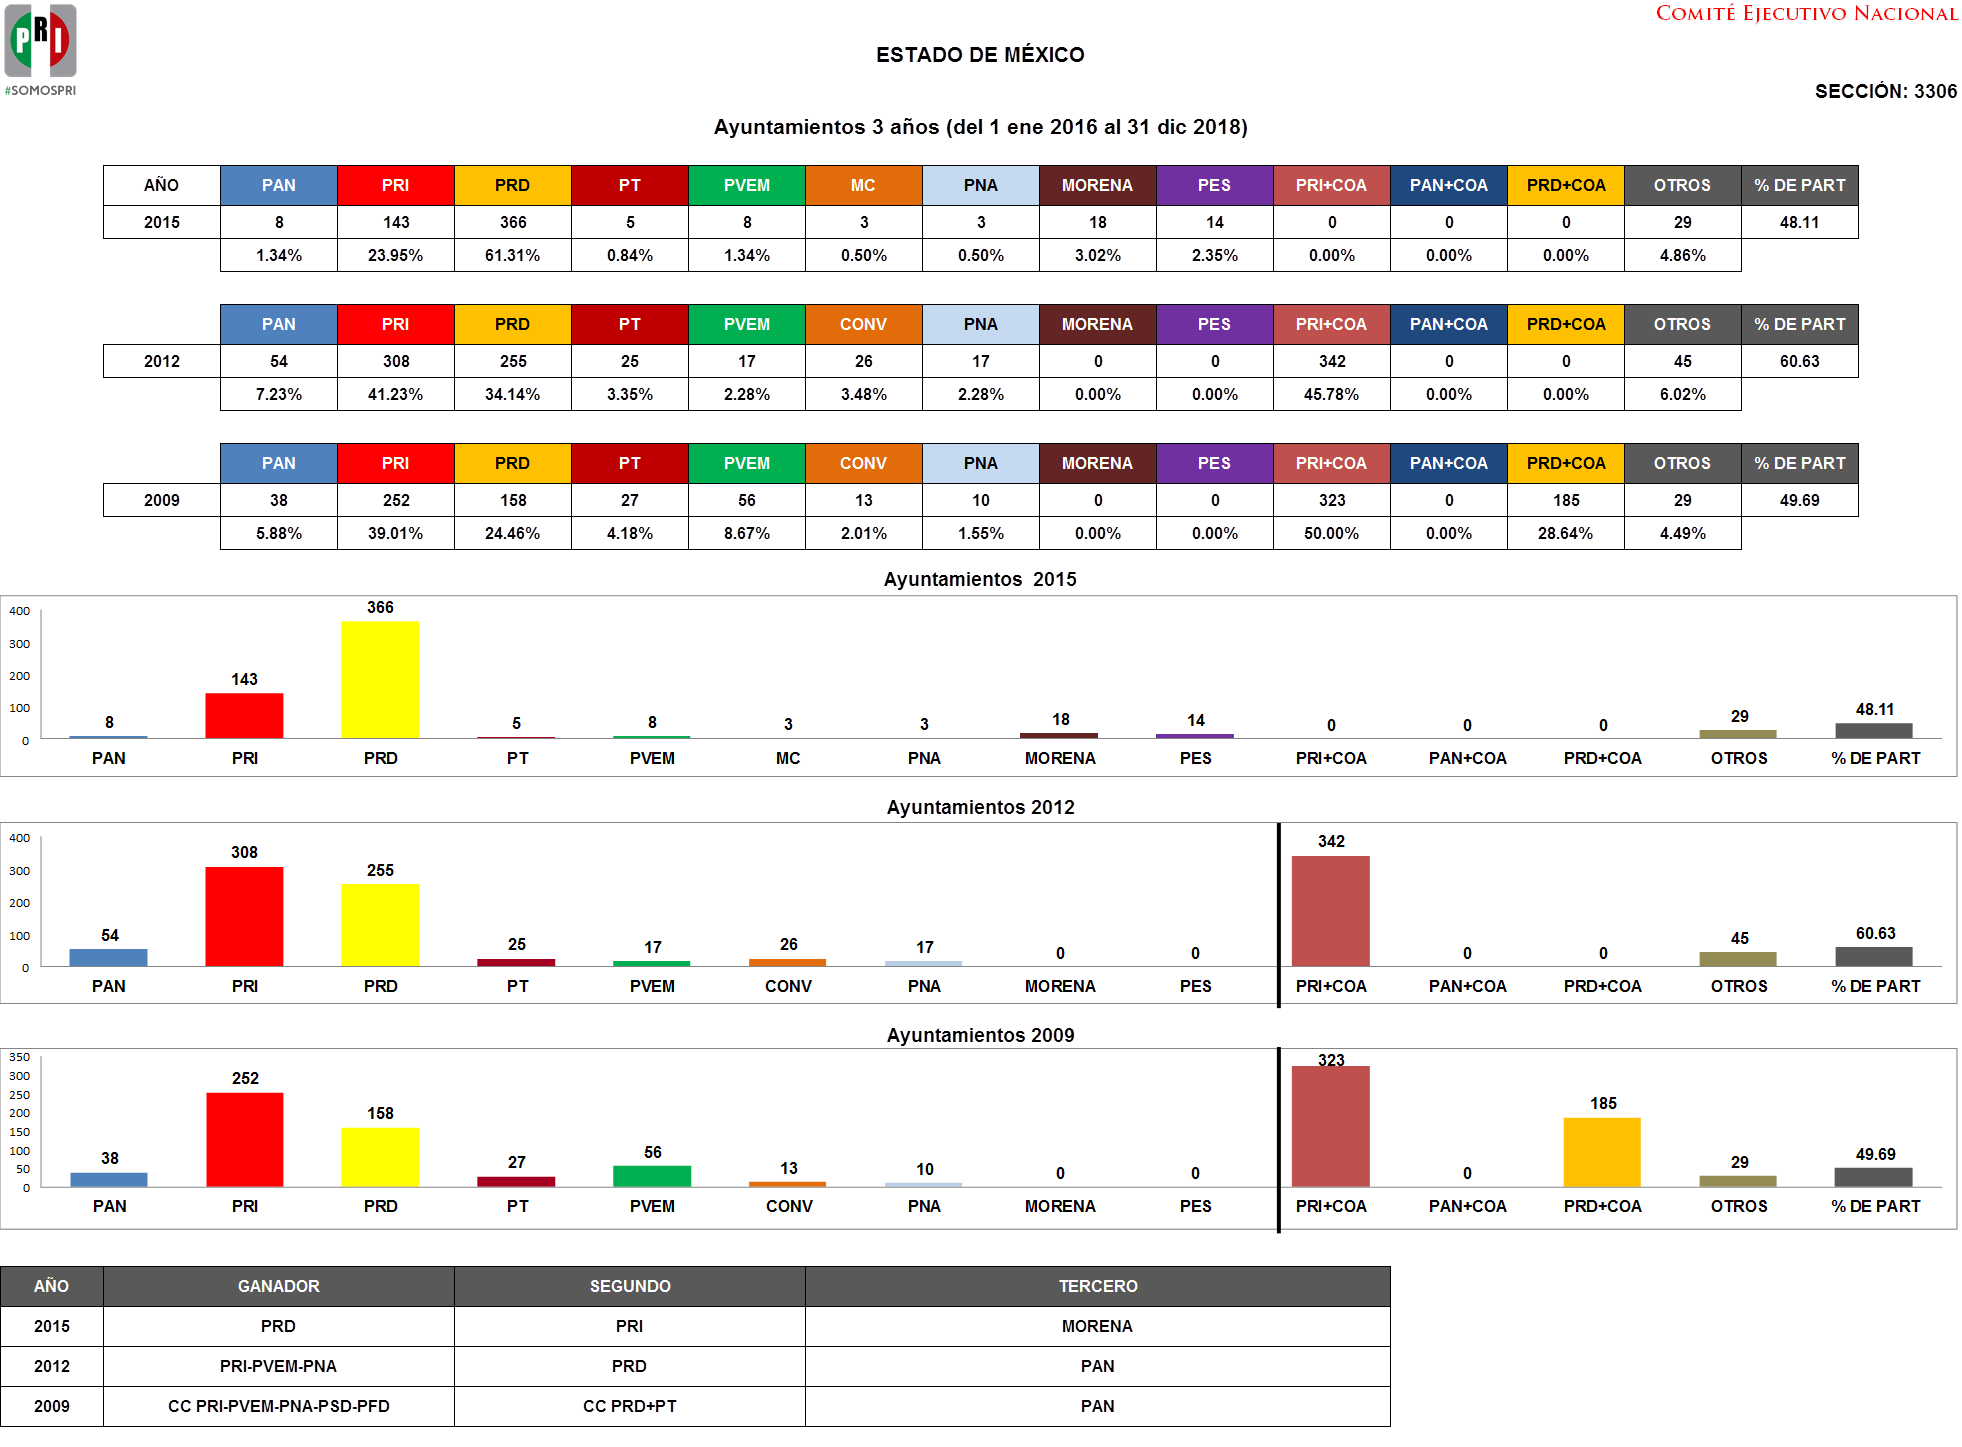 PRI
#SOMOSPRI
COMITÉ EJECUTIVO NACIONAL
ESTADO DE MÉXICO
SECCIÓN: 3306
Ayuntamientos 3 años (del 1 ene 2016 al 31 dic 2018)
AÑO PAN PRI PRD PT PVEM MC PNA MORENA PES PRI+COA PAN+COA PRD+COA OTROS % DE PART
2015 8 143 366 5 8 3 3 18 14 0 0 0 29 48.11
1.34% 23.95% 61.31% 0.84% 1.34% 0.50% 0.50% 3.02% 2.35% 0.00% 0.00% 0.00% 4.86%
PAN PRI PRD PT PVEM CONV PNA MORENA PES PRI+COA PAN+COA PRD+COA OTROS % DE PART
2012 54 308 255 25 17 26 17 0 0 342 0 0 45 60.63
7.23% 41.23% 34.14% 3.35% 2.28% 3.48% 2.28% 0.00% 0.00% 45.78% 0.00% 0.00% 6.02%
PAN PRI PRD PT PVEM CONV PNA MORENA PES PRI+COA PAN+COA PRD+COA OTROS % DE PART
2009 38 252 158 27 56 13 10 0 0 323 0 185 29 49.69
5.88% 39.01% 24.46% 4.18% 8.67% 2.01% 1.55% 0.00% 0.00% 50.00% 0.00% 28.64% 4.49%
Ayuntamientos 2015
400
300
200
100
0
8 143 366 5 8 3 3 18 14 0 0 0 29 48.11
PAN PRI PRD PT PVEM MC PNA MORENA PES PRI+COA PAN+COA PRD+COA OTROS % DE PART
Ayuntamientos 2012
400
300
200
100
0
54 308 255 25 17 26 17 0 0 342 0 0 45 60.63
PAN PRI PRD PT PVEM CONV PNA MORENA PES PRI+COA PAN+COA PRD+COA OTROS % DE PART
Ayuntamientos 2009
350
300
250
200
150
100
50
0
38 252 158 27 56 13 10 0 0 323 0 185 29 49.69
PAN PRI PRD PT PVEM CONV PNA MORENA PES PRI+COA PAN+COA PRD+COA OTROS % DE PART
AÑO GANADOR SEGUNDO TERCERO
2015 PRD PRI MORENA
2012 PRI-PVEM-PNA PRD PAN
2009 CC PRI-PVEM-PNA-PSD-PFD CC PRD+PT PAN